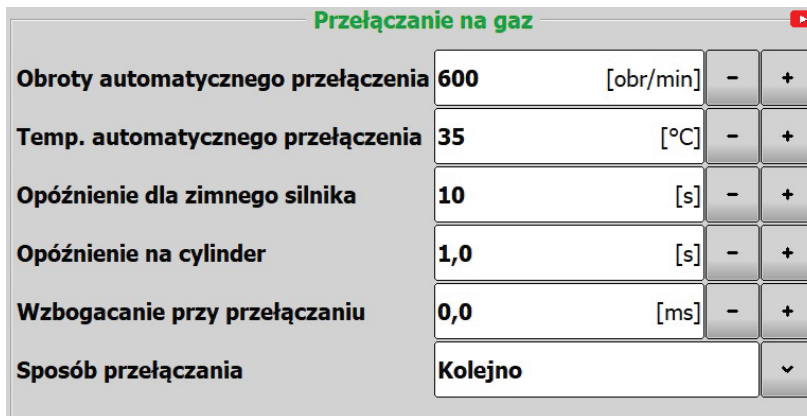 Przełączanie na gaz
Obroty automatycznego przełączenia 600 [obr/min] - +
Temp. automatycznego przełączenia 35 [°C] - +
Opóźnienie dla zimnego silnika 10 [s] - +
Opóźnienie na cylinder 1,0 [s] - +
Wzbogacanie przy przełączaniu 0,0 [ms] - +
Sposób przełączania Kolejno